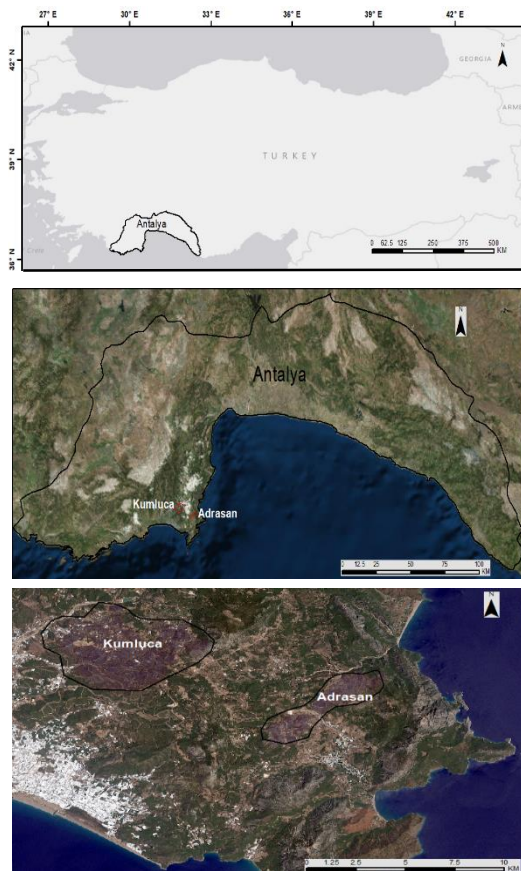 27° E 30° E 33° E 36° E 39° E 42° E
42° N
39° N
36° N
GEORGIA
ARME
TURKEY
Antalya
N
0 62.5 125 250 375 500
KM
N
Antalya
Kumluca
Adrasan
0 12.5 25 50 75 100
KM
N
Kumluca
Adrasan
0 1.25 2.5 5 7.5 10
KM